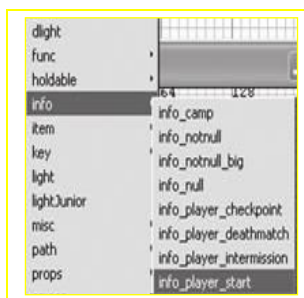 dlight
func
holdable
info
item
key
light
lightJunior
misc
path
props
64 128
info_camp
info_notnull
info_notnull_big
info_null
info_player_checkpoint
info_player_deathmatch
info_player_intermission
info_player_start